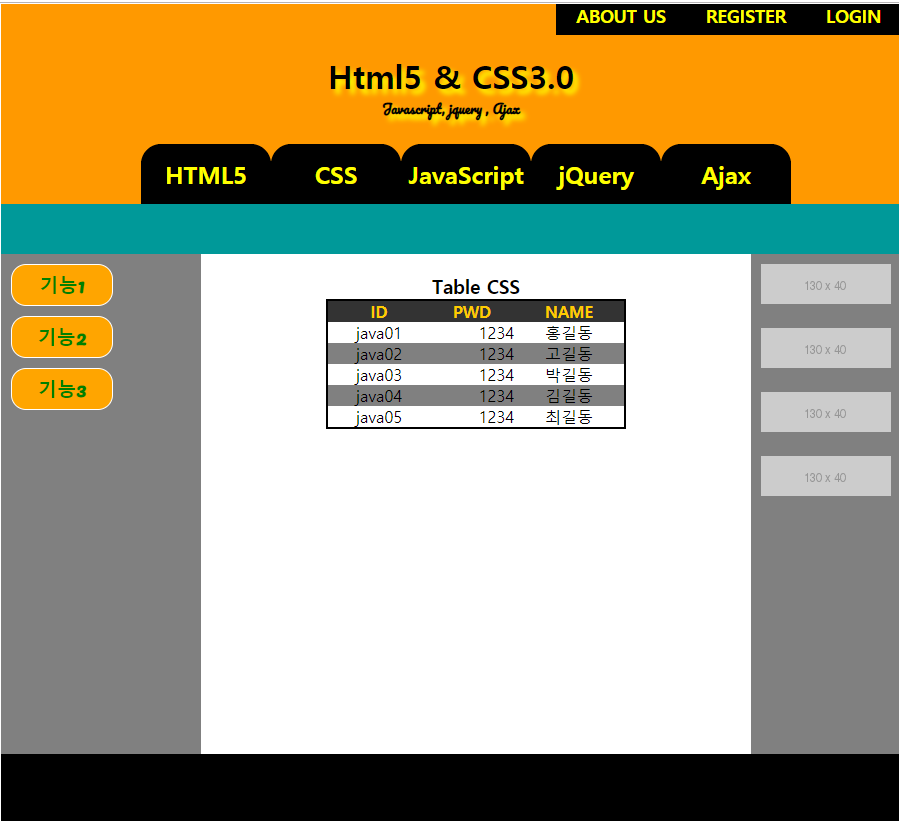 ABOUT US REGISTER LOGIN
Html5 & CSS3.0
Javascript, jquery , Ajax
HTML5 CSS JavaScript jQuery Ajax
기능1
기능2
기능3
Table CSS
ID PWD NAME
java01 1234 홍길동
java02 1234 고길동
java03 1234 박길동
java04 1234 김길동
java05 1234 최길동
130 x 40
130 x 40
130 x 40
130 x 40